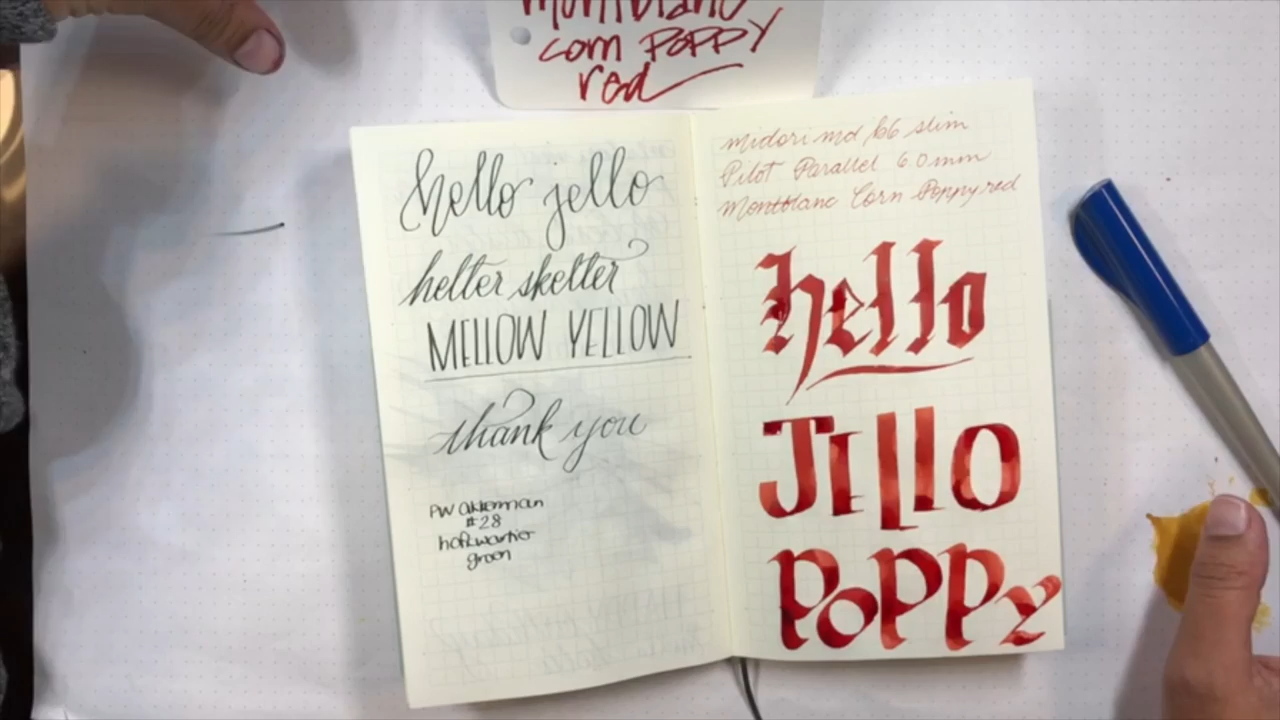 montblanc
corn poppy
red
hello jello
helter skelter
MELLOW YELLOW
thank you
PW akkerman
#28
hofkwartier
groen
midori md b6 slim
Pilot Parallel 6.0mm
Montblanc Corn Poppy red
hello
JEllO
PoPPy